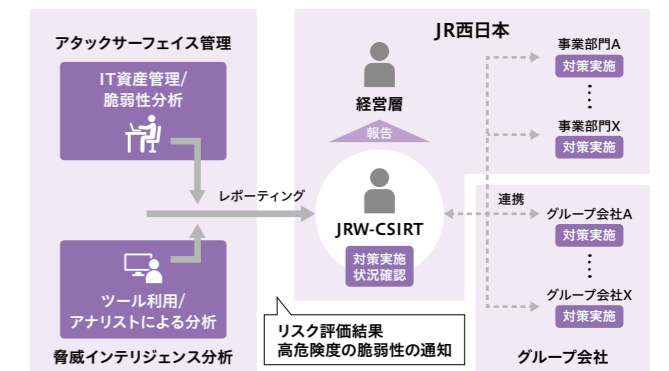 アタックサーフェイス管理
IT資産管理/
脆弱性分析
レポーティング
ツール利用/
アナリストによる分析
脅威インテリジェンス分析
JR西日本
経営層
報告
JRW-CSIRT
対策実施
状況確認
リスク評価結果
高危険度の脆弱性の通知
事業部門A
対策実施
事業部門X
対策実施
連携
グループ会社A
対策実施
グループ会社X
対策実施
グループ会社